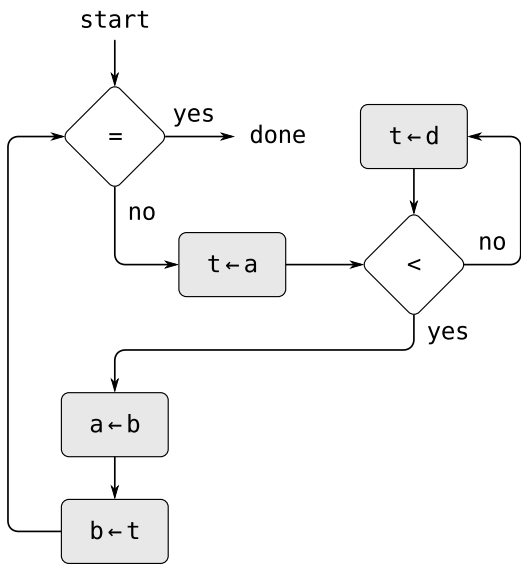 start
=
yes
done
t←d
no
no
t←a
<
yes
a←b
b←t